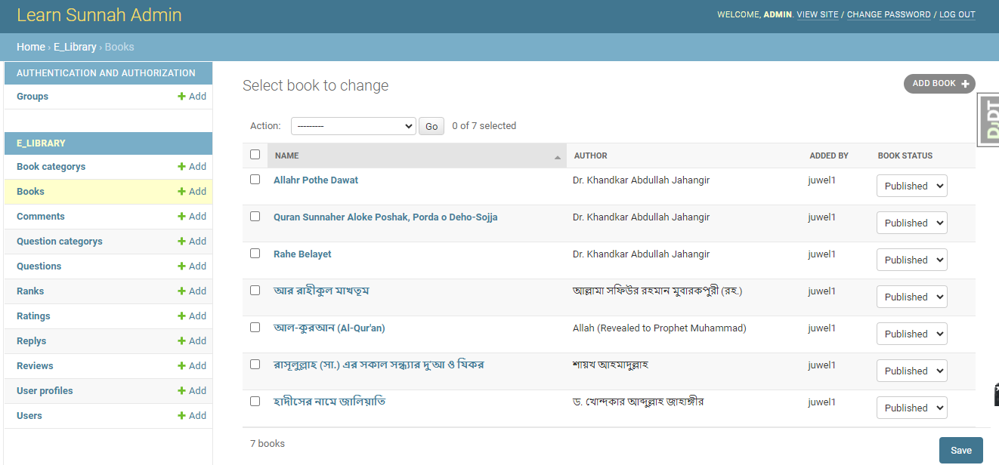 Learn Sunnah Admin
WELCOME, ADMIN. VIEW SITE / CHANGE PASSWORD / LOG OUT
Home › E_Library › Books
AUTHENTICATION AND AUTHORIZATION
Groups + Add
E_LIBRARY
Book categorys + Add
Books + Add
Comments + Add
Question categorys + Add
Questions + Add
Ranks + Add
Ratings + Add
Replys + Add
Reviews + Add
User profiles + Add
Users + Add
Select book to change
ADD BOOK +
DjDT
Action: --------- Go 0 of 7 selected
NAME AUTHOR ADDED BY BOOK STATUS
Allahr Pothe Dawat Dr. Khandkar Abdullah Jahangir juwel1 Published
Quran Sunnaher Aloke Poshak, Porda o Deho-Sojja Dr. Khandkar Abdullah Jahangir juwel1 Published
Rahe Belayet Dr. Khandkar Abdullah Jahangir juwel1 Published
আর রাহীকুল মাখতূম আল্লামা সফিউর রহমান মুবারকপুরী (রহ.) juwel1 Published
আল-কুরআন (Al-Qur'an) Allah (Revealed to Prophet Muhammad) juwel1 Published
রাসূলুল্লাহ (সা.) এর সকাল সন্ধ্যার দু'আ ও যিকর শায়খ আহমাদুল্লাহ juwel1 Published
হাদীসের নামে জালিয়াতি ড. খোন্দকার আব্দুল্লাহ জাহাঙ্গীর juwel1 Published
7 books
Save